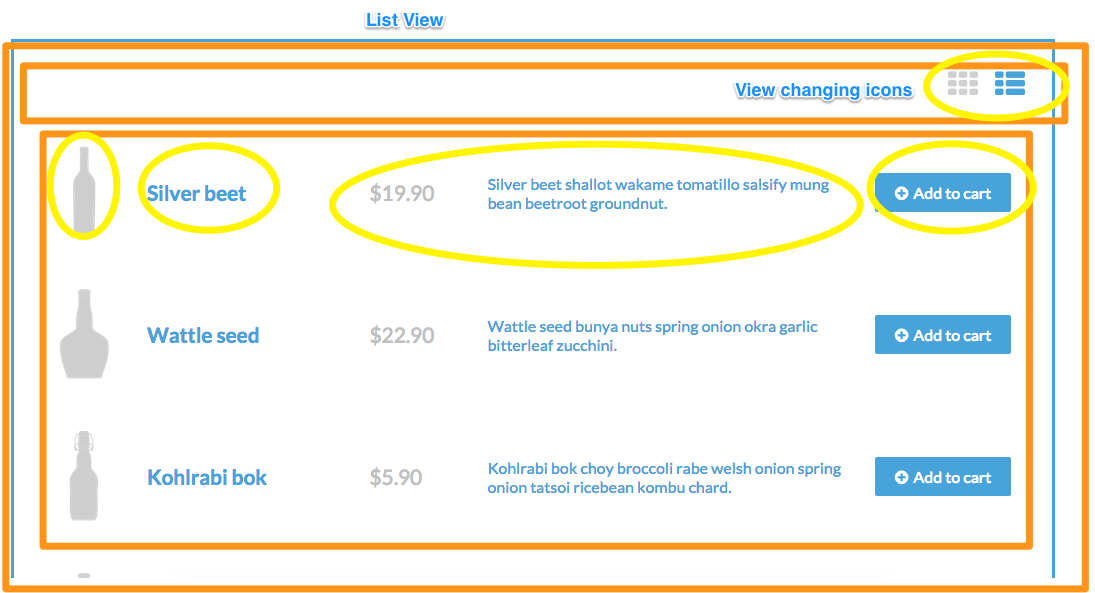 List View
View changing icons
Silver beet
$19.90
Silver beet shallot wakame tomatillo salsify mung
bean beetroot groundnut.
Add to cart
Wattle seed
$22.90
Wattle seed bunya nuts spring onion okra garlic
bitterleaf zucchini.
Add to cart
Kohlrabi bok
$5.90
Kohlrabi bok choy broccoli rabe welsh onion spring
onion tatsoi ricebean kombu chard.
Add to cart